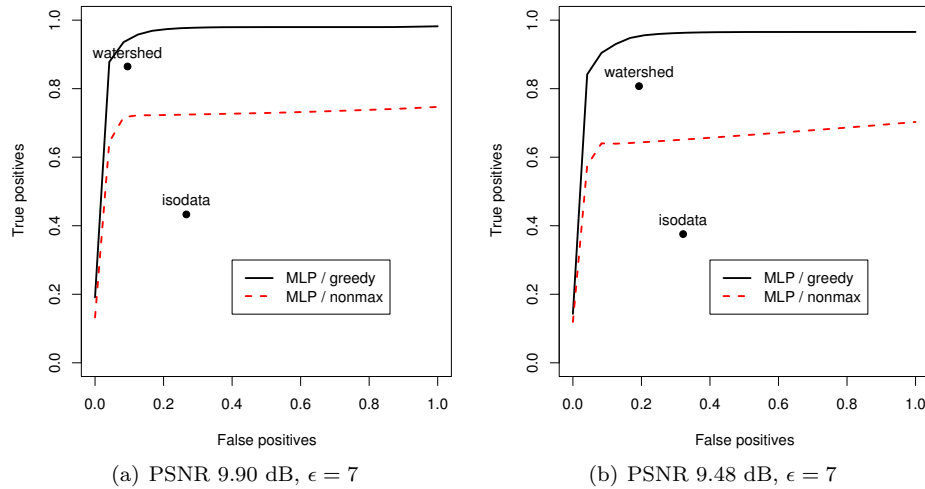 True positives
1.0
0.8
0.6
0.4
0.2
0.0
watershed
isodata
MLP / greedy
MLP / nonmax
0.0 0.2 0.4 0.6 0.8 1.0
False positives
(a) PSNR 9.90 dB, ϵ = 7
True positives
1.0
0.8
0.6
0.4
0.2
0.0
watershed
isodata
MLP / greedy
MLP / nonmax
0.0 0.2 0.4 0.6 0.8 1.0
False positives
(b) PSNR 9.48 dB, ϵ = 7